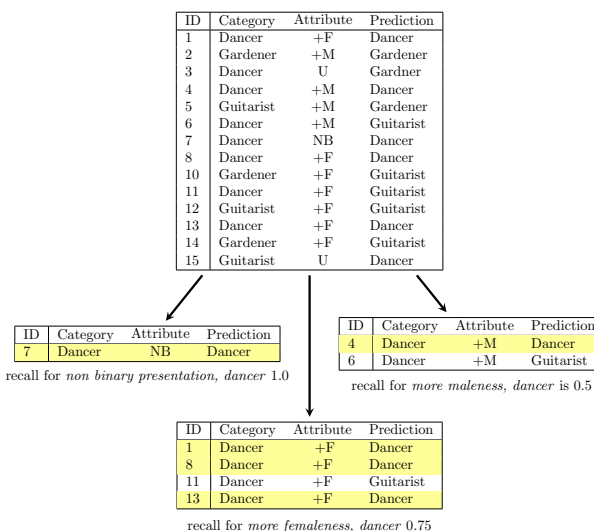 ID Category Attribute Prediction
1 Dancer +F Dancer
2 Gardener +M Gardener
3 Dancer U Gardner
4 Dancer +M Dancer
5 Guitarist +M Gardener
6 Dancer +M Guitarist
7 Dancer NB Dancer
8 Dancer +F Dancer
10 Gardener +F Guitarist
11 Dancer +F Guitarist
12 Guitarist +F Guitarist
13 Dancer +F Dancer
14 Gardener +F Guitarist
15 Guitarist U Dancer
ID Category Attribute Prediction
7 Dancer NB Dancer
recall for non binary presentation, dancer 1.0
ID Category Attribute Prediction
4 Dancer +M Dancer
6 Dancer +M Guitarist
recall for more maleness, dancer is 0.5
ID Category Attribute Prediction
1 Dancer +F Dancer
8 Dancer +F Dancer
11 Dancer +F Guitarist
13 Dancer +F Dancer
recall for more femaleness, dancer 0.75